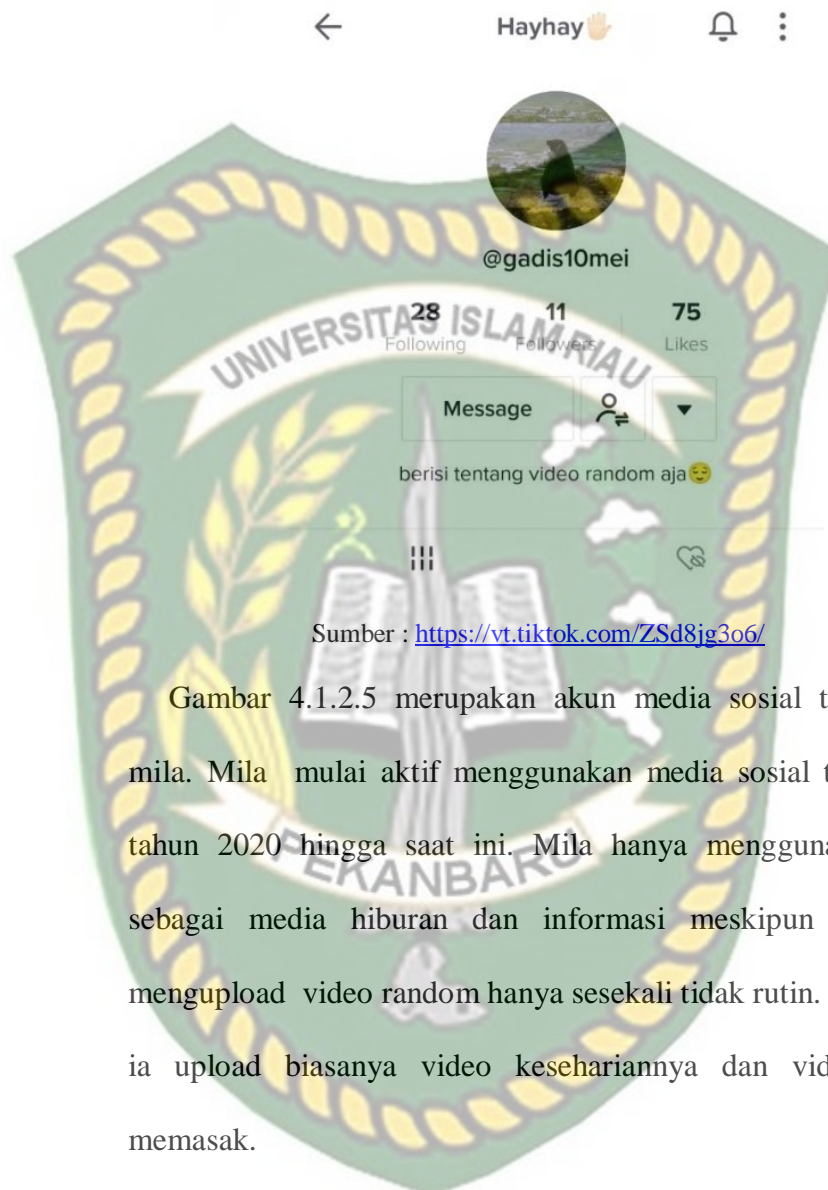 Hayhay🖐🏻
@gadis10mei
28 11 75
Following Followers Likes
UNIVERSITAS ISLAM RIAU
Message
berisi tentang video random aja😌
Sumber : https://vt.tiktok.com/ZSd8jg3o6/
Gambar 4.1.2.5 merupakan akun media sosial
mila. Mila mulai aktif menggunakan media sosial
tahun 2020 hingga saat ini. Mila hanya
sebagai media hiburan dan informasi meskipun
mengupload video random hanya sesekali tidak rutin.
ia upload biasanya video kesehariannya dan
memasak.
PEKANBARU